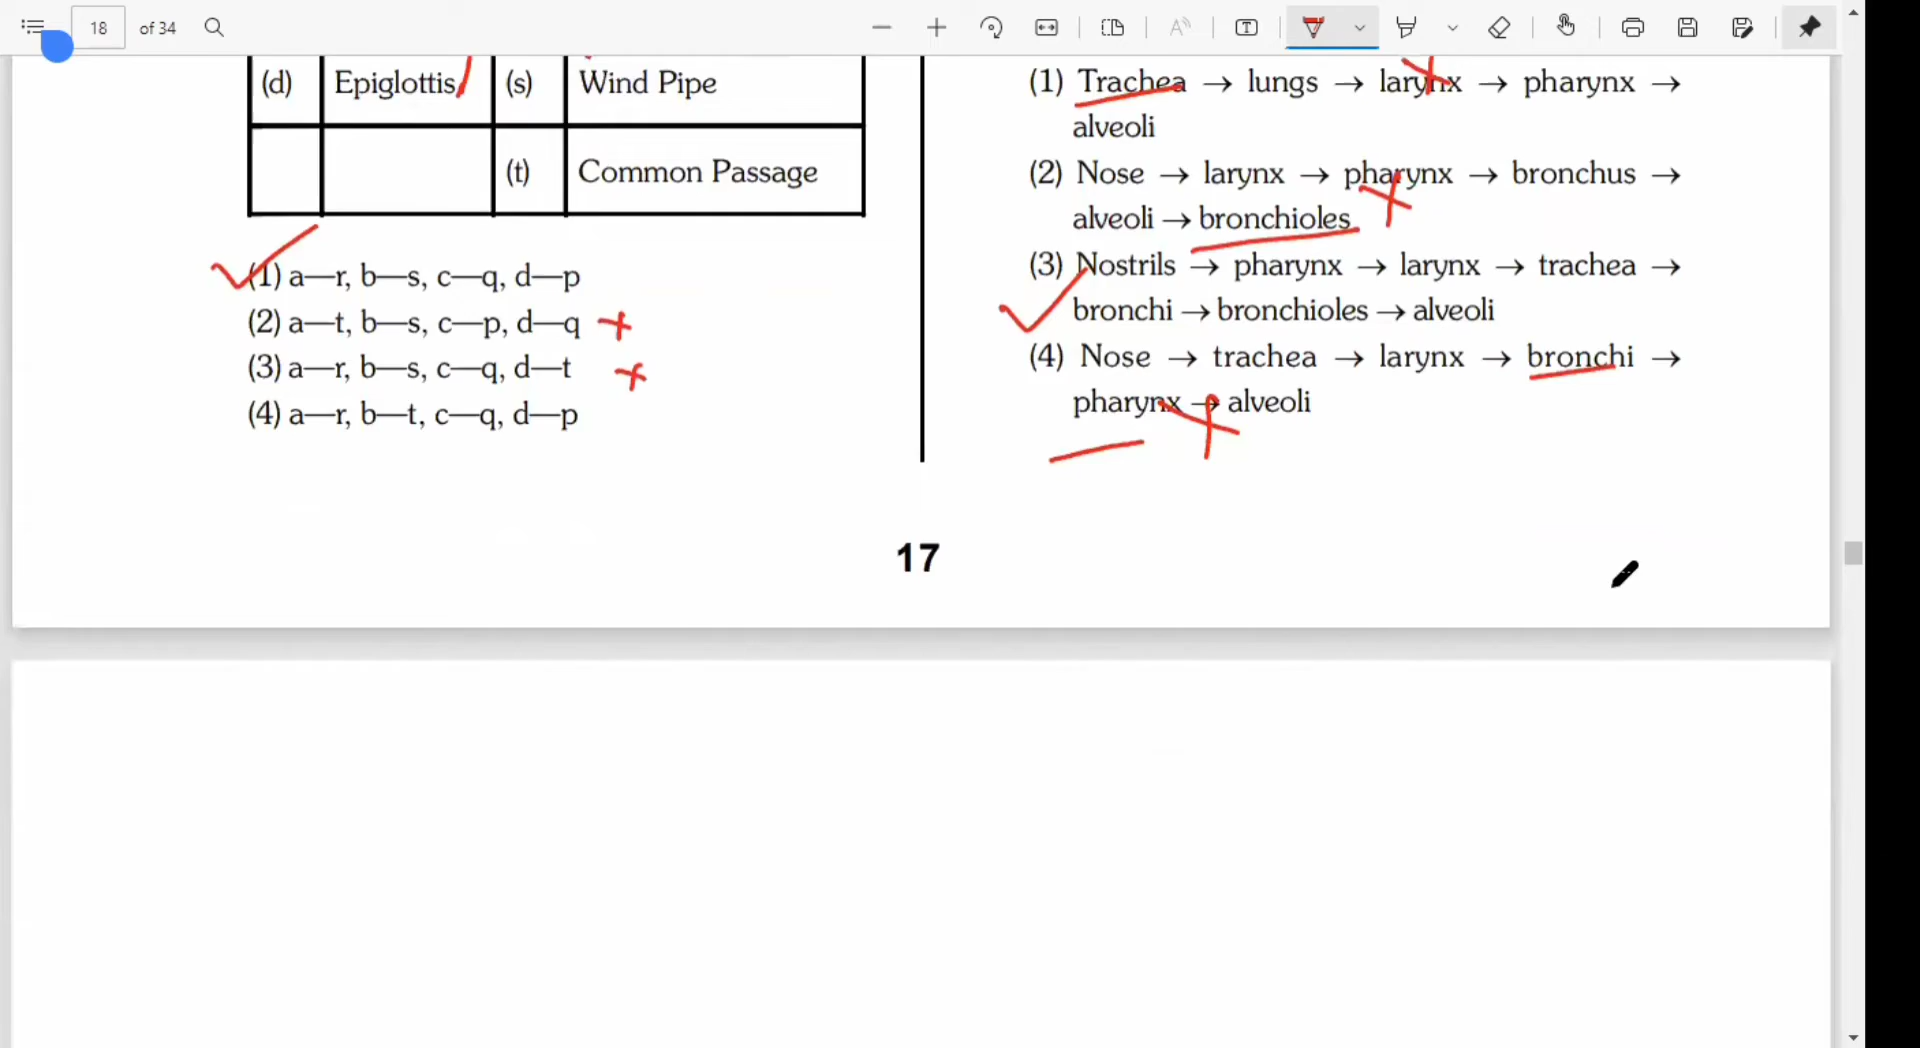 18 of 34
(d) Epiglottis (s) Wind Pipe
(t) Common Passage
(1) a—r, b—s, c—q, d—p
(2) a—t, b—s, c—p, d—q
(3) a—r, b—s, c—q, d—t
(4) a—r, b—t, c—q, d—p
(1) Trachea → lungs → larynx → pharynx →
alveoli
(2) Nose → larynx → pharynx → bronchus →
alveoli → bronchioles
(3) Nostrils → pharynx → larynx → trachea →
bronchi → bronchioles → alveoli
(4) Nose → trachea → larynx → bronchi →
pharynx → alveoli
17